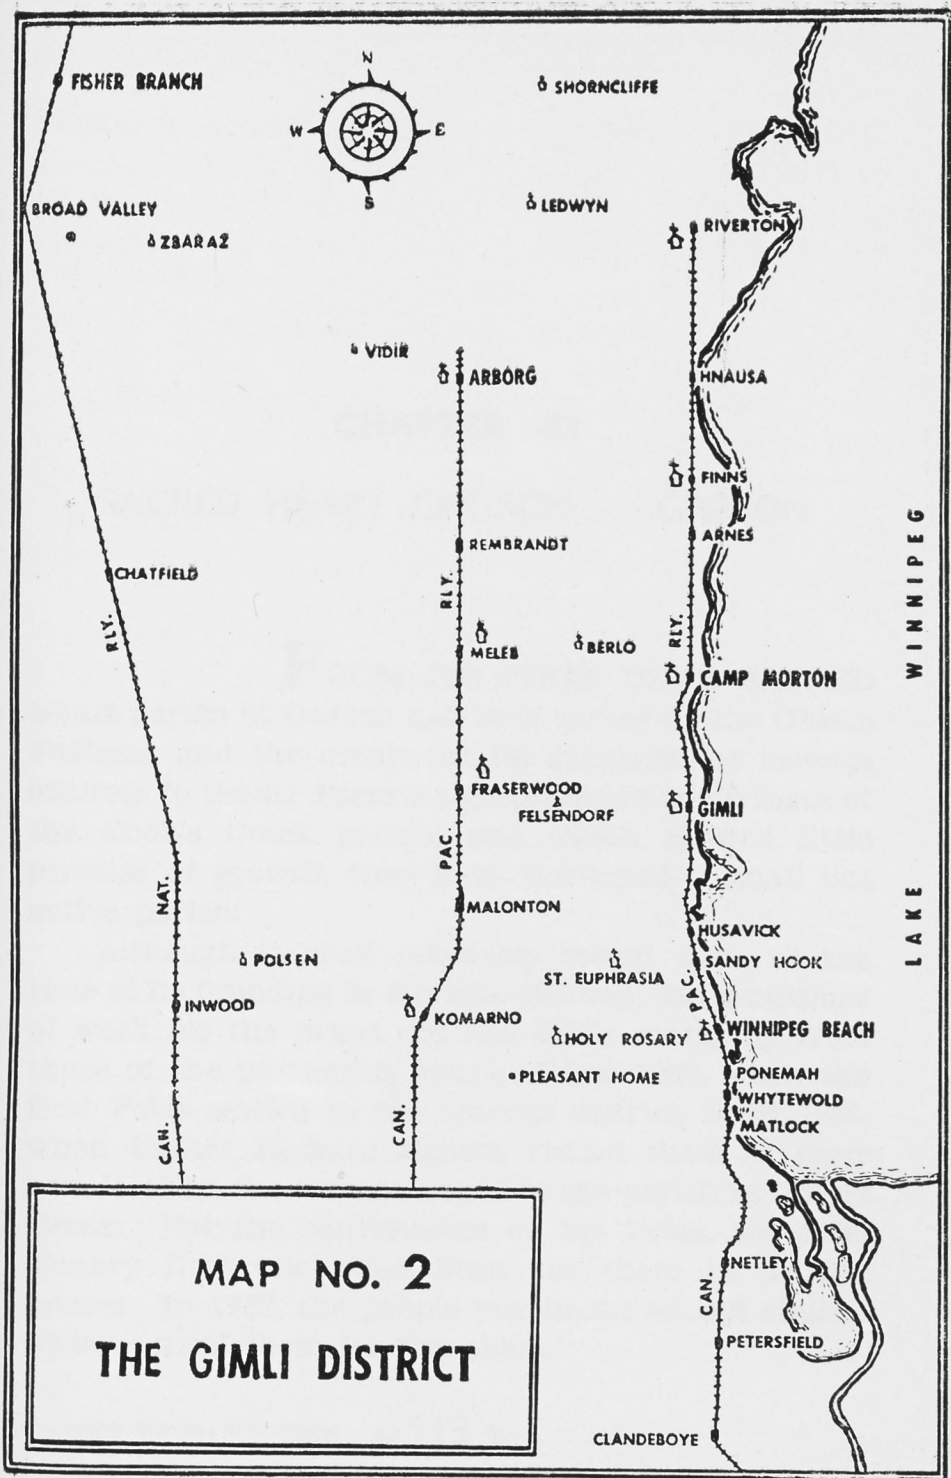 N
FISHER BRANCH
SHORNCLIFFE
W
E
S
BROAD VALLEY
LEDWYN
ZBARAŻ
RIVERTON
VIDIR
ARBORG
HNAUSA
FINNS
ARNES
REMBRANDT
CHATFIELD
RLY.
RLY.
RLY.
MELEB
BERLO
CAMP MORTON
LAKE WINNIPEG
FRASERWOOD
FELSENDORF
GIMLI
PAC.
NAT.
MALONTON
HUSAVICK
POLSEN
SANDY HOOK
ST. EUPHRASIA
PAC.
INWOOD
KOMARNO
WINNIPEG BEACH
HOLY ROSARY
PLEASANT HOME
PONEMAH
WHYTEWOLD
MATLOCK
CAN.
CAN.
NETLEY
CAN.
PETERSFIELD
CLANDEBOYE
MAP NO. 2
THE GIMLI DISTRICT